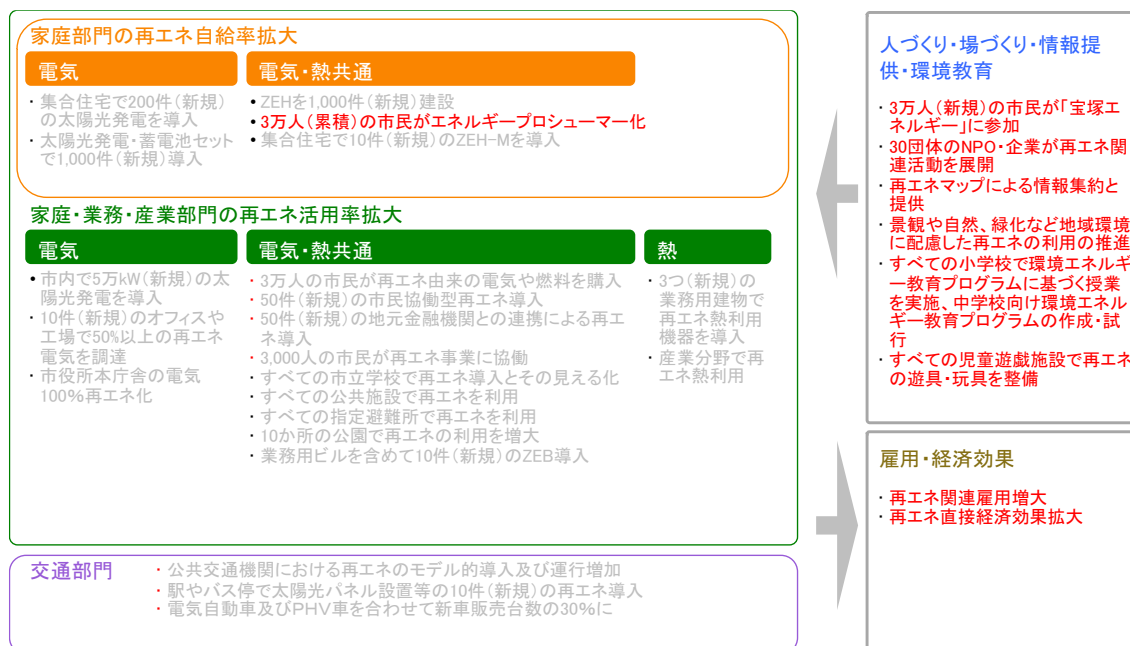 家庭部門の再エネ自給率拡大
電気
・集合住宅で200件(新規)
の太陽光発電を導入
・太陽光発電・蓄電池セット
で1,000件(新規)導入
電気・熱共通
•ZEHを1,000件(新規)建設
•3万人(累積)の市民がエネルギープロシューマー化
•集合住宅で10件(新規)のZEH-Mを導入
家庭・業務・産業部門の再エネ活用率拡大
電気
•市内で5万kW(新規)の太
陽光発電を導入
・10件(新規)のオフィスや
工場で50%以上の再エネ
電気を調達
・市役所本庁舎の電気
100%再エネ化
電気・熱共通
・3万人の市民が再エネ由来の電気や燃料を購入
・50件(新規)の市民協働型再エネ導入
・50件(新規)の地元金融機関との連携による再エ
ネ導入
・3,000人の市民が再エネ事業に協働
・すべての市立学校で再エネ導入とその見える化
・すべての公共施設で再エネを利用
・すべての指定避難所で再エネを利用
・10か所の公園で再エネの利用を増大
・業務用ビルを含めて10件(新規)のZEB導入
熱
・3つ(新規)の
業務用建物で
再エネ熱利用
機器を導入
・産業分野で再
エネ熱利用
交通部門
・公共交通機関における再エネのモデル的導入及び運行増加
・駅やバス停で太陽光パネル設置等の10件(新規)の再エネ導入
・電気自動車及びPHV車を合わせて新車販売台数の30%に
人づくり・場づくり・情報提
供・環境教育
・3万人(新規)の市民が「宝塚エ
ネルギー」に参加
・30団体のNPO・企業が再エネ関
連活動を展開
・再エネマップによる情報集約と
提供
・景観や自然、緑化など地域環境
に配慮した再エネの利用の推進
・すべての小学校で環境エネルギ
ー教育プログラムに基づく授業
を実施、中学校向け環境エネル
ギー教育プログラムの作成・試
行
・すべての児童遊戯施設で再エネ
の遊具・玩具を整備
雇用・経済効果
・再エネ関連雇用増大
・再エネ直接経済効果拡大